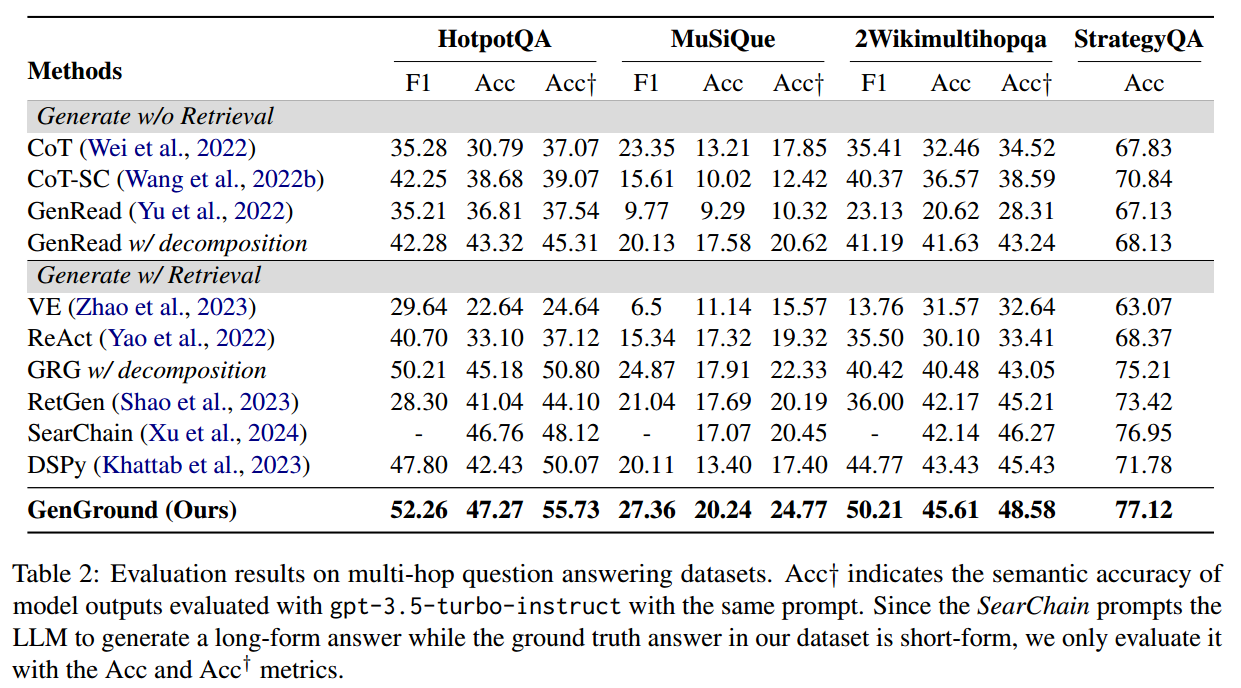 HotpotQA MuSiQue 2Wikimultihopqa StrategyQA
Methods
F1 Acc Acc† F1 Acc Acc† F1 Acc Acc† Acc
Generate w/o Retrieval
CoT (Wei et al., 2022) 35.28 30.79 37.07 23.35 13.21 17.85 35.41 32.46 34.52 67.83
CoT-SC (Wang et al., 2022b) 42.25 38.68 39.07 15.61 10.02 12.42 40.37 36.57 38.59 70.84
GenRead (Yu et al., 2022) 35.21 36.81 37.54 9.77 9.29 10.32 23.13 20.62 28.31 67.13
GenRead w/ decomposition 42.28 43.32 45.31 20.13 17.58 20.62 41.19 41.63 43.24 68.13
Generate w/ Retrieval
VE (Zhao et al., 2023) 29.64 22.64 24.64 6.5 11.14 15.57 13.76 31.57 32.64 63.07
ReAct (Yao et al., 2022) 40.70 33.10 37.12 15.34 17.32 19.32 35.50 30.10 33.41 68.37
GRG w/ decomposition 50.21 45.18 50.80 24.87 17.91 22.33 40.42 40.48 43.05 75.21
RetGen (Shao et al., 2023) 28.30 41.04 44.10 21.04 17.69 20.19 36.00 42.17 45.21 73.42
SearChain (Xu et al., 2024) - 46.76 48.12 - 17.07 20.45 - 42.14 46.27 76.95
DSPy (Khattab et al., 2023) 47.80 42.43 50.07 20.11 13.40 17.40 44.77 43.43 45.43 71.78
GenGround (Ours) 52.26 47.27 55.73 27.36 20.24 24.77 50.21 45.61 48.58 77.12
Table 2: Evaluation results on multi-hop question answering datasets. Acc† indicates the semantic accuracy of
model outputs evaluated with gpt-3.5-turbo-instruct with the same prompt. Since the SearChain prompts the
LLM to generate a long-form answer while the ground truth answer in our dataset is short-form, we only evaluate it
with the Acc and Acc† metrics.